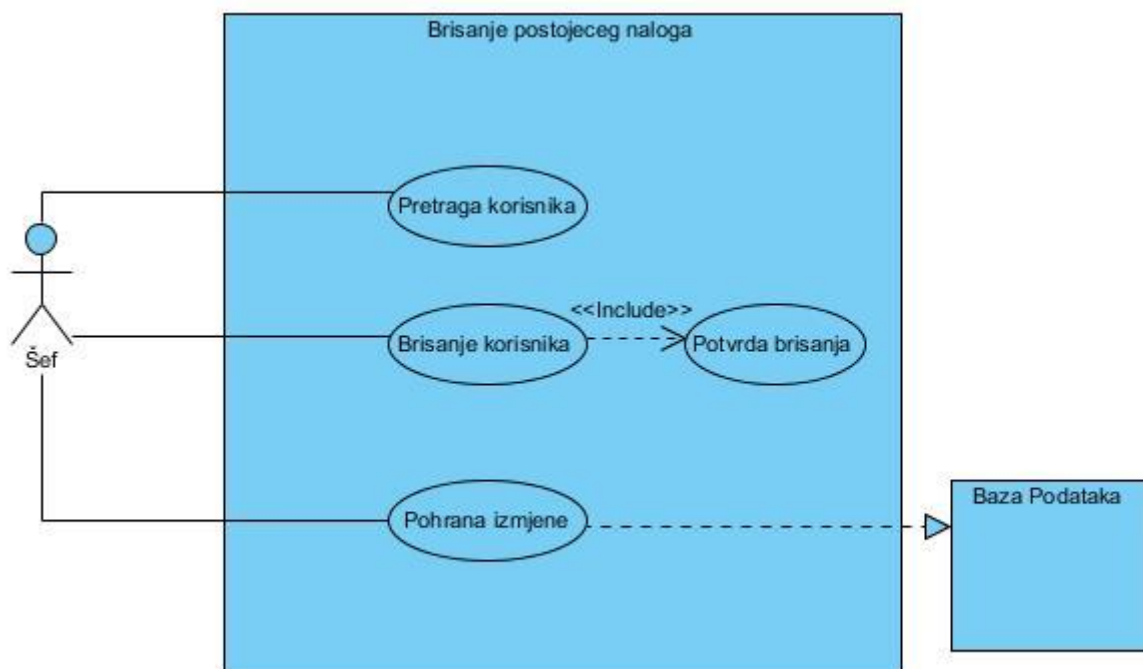 Brisanje postojeceg naloga
Pretraga korisnika
Šef
Brisanje korisnika
<<Include>>
Potvrda brisanja
Pohrana izmjene
Baza Podataka